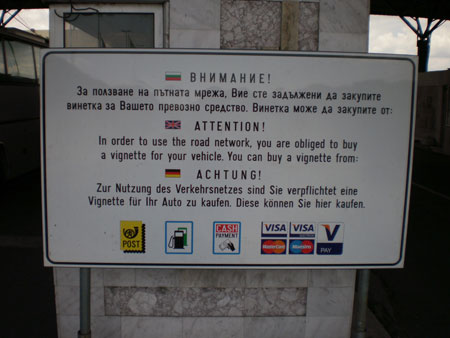 ВНИМАНИЕ!
За ползване на пътната мрежа, Вие сте задължени да закупите
винетка за Вашето превозно средство. Винетка може да закупите от:
ATTENTION!
In order to use the road network, you are obliged to buy
a vignette for your vehicle. You can buy a vignette from:
ACHTUNG!
Zur Nutzung des Verkehrsnetzes sind Sie verpflichtet eine
Vignette für Ihr Auto zu kaufen. Diese können Sie hier kaufen.
POST
CASH
PAYMENT
VISA VISA V
MasterCard Maestro PAY